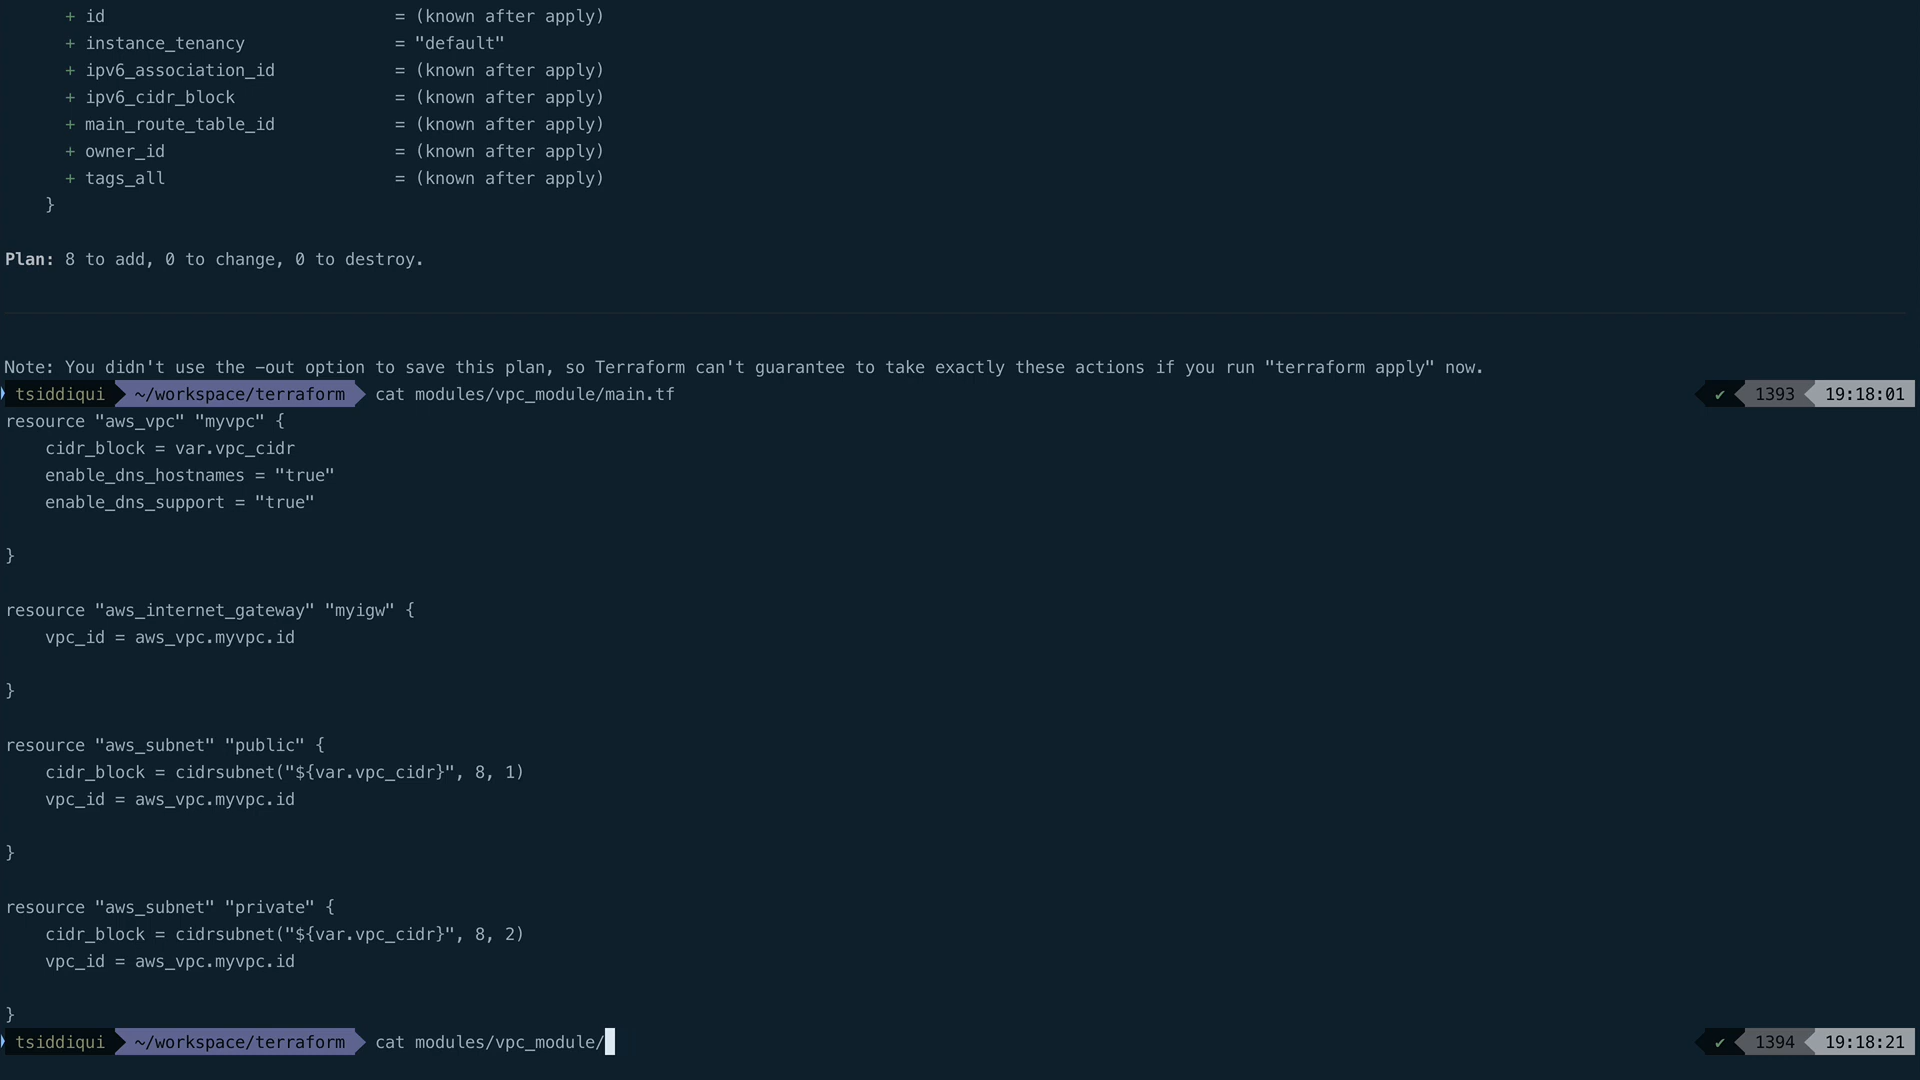 + id = (known after apply)
+ instance_tenancy = "default"
+ ipv6_association_id = (known after apply)
+ ipv6_cidr_block = (known after apply)
+ main_route_table_id = (known after apply)
+ owner_id = (known after apply)
+ tags_all = (known after apply)
}
Plan: 8 to add, 0 to change, 0 to destroy.
Note: You didn't use the -out option to save this plan, so Terraform can't guarantee to take exactly these actions if you run "terraform apply" now.
tsiddiqui ~/workspace/terraform cat modules/vpc_module/main.tf ✔ 1393 19:18:01
resource "aws_vpc" "myvpc" {
cidr_block = var.vpc_cidr
enable_dns_hostnames = "true"
enable_dns_support = "true"
}
resource "aws_internet_gateway" "myigw" {
vpc_id = aws_vpc.myvpc.id
}
resource "aws_subnet" "public" {
cidr_block = cidrsubnet("${var.vpc_cidr}", 8, 1)
vpc_id = aws_vpc.myvpc.id
}
resource "aws_subnet" "private" {
cidr_block = cidrsubnet("${var.vpc_cidr}", 8, 2)
vpc_id = aws_vpc.myvpc.id
}
tsiddiqui ~/workspace/terraform cat modules/vpc_module/ ✔ 1394 19:18:21